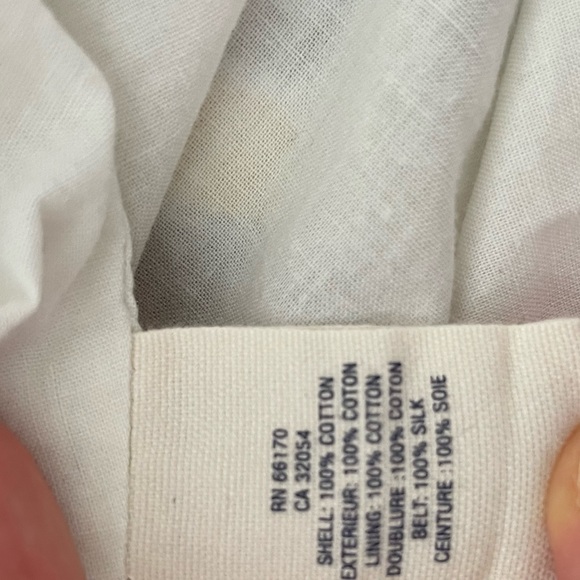 RN 66170
CA 32054
SHELL: 100% COTTON
EXTERIEUR: 100% COTON
LINING: 100% COTTON
DOUBLURE :100% COTON
BELT: 100% SILK
CEINTURE :100% SOIE